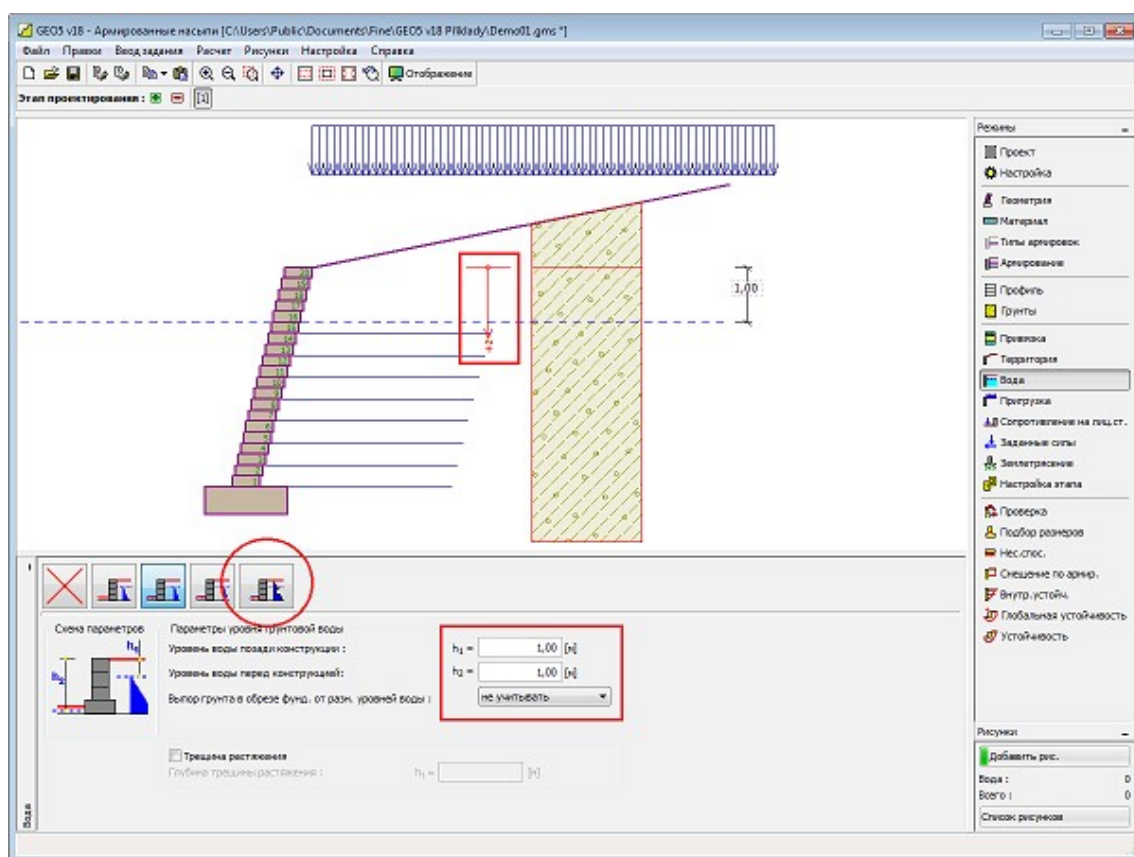 GEO5 v18 - Армированные насыпи [C:\Users\Public\Documents\Fine\GEO5 v18 Příklady\Demo01.gms *]
Файл Правки Ввод задания Расчет Рисунки Настройка Справка
Отображение
Этап проектирования : [1]
1,00
+z
Режимы
Проект
Настройка
Геометрия
Материал
Типы армировок
Армирование
Профиль
Грунты
Привязка
Территория
Вода
Пригрузка
Сопротивление на лиц.ст.
Заданные силы
Землетрясение
Настройка этапа
Проверка
Подбор размеров
Нес.спос.
Смещение по армир.
Внутр.устойч.
Глобальная устойчивость
Устойчивость
Схема параметров
h₁
h₂
Параметры уровня грунтовой воды
Уровень воды позади конструкции : h₁ = 1,00 [м]
Уровень воды перед конструкцией: h₂ = 1,00 [м]
Выпор грунта в обрезе фунд. от разн. уровней воды : не учитывать
Трещина растяжения
Глубина трещины растяжения : hₜ = [м]
Вода
Рисунки
Добавить рис.
Вода : 0
Всего : 0
Список рисунков